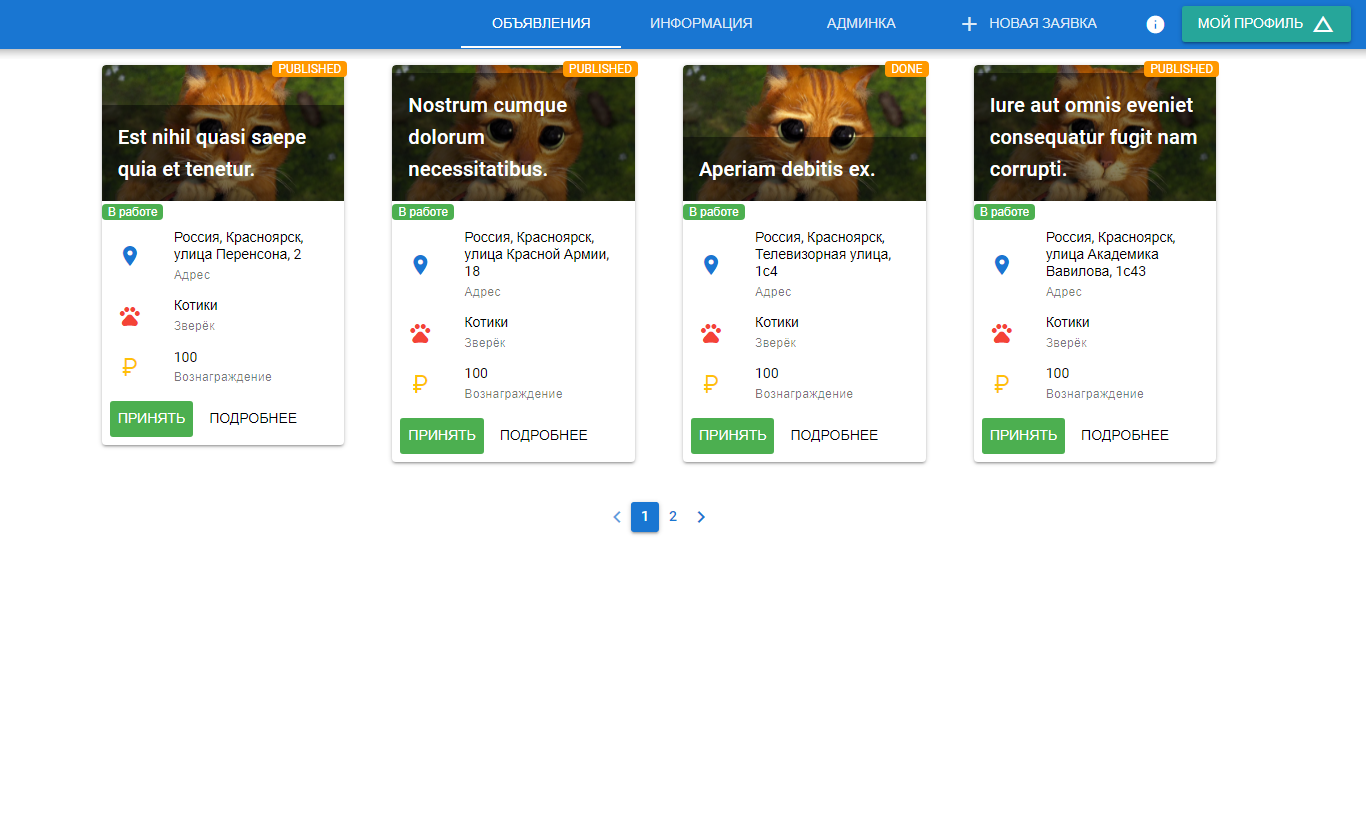 ОБЪЯВЛЕНИЯ
ИНФОРМАЦИЯ
АДМИНКА
НОВАЯ ЗАЯВКА
МОЙ ПРОФИЛЬ
PUBLISHED
Est nihil quasi saepe
quia et tenetur.
В работе
Россия, Красноярск,
улица Перенсона, 2
Адрес
Котики
Зверёк
100
Вознаграждение
ПРИНЯТЬ
ПОДРОБНЕЕ
PUBLISHED
Nostrum cumque
dolorum
necessitatibus.
В работе
Россия, Красноярск,
улица Красной Армии,
18
Адрес
Котики
Зверёк
100
Вознаграждение
ПРИНЯТЬ
ПОДРОБНЕЕ
DONE
Aperiam debitis ex.
В работе
Россия, Красноярск,
Телевизорная улица,
1с4
Адрес
Котики
Зверёк
100
Вознаграждение
ПРИНЯТЬ
ПОДРОБНЕЕ
PUBLISHED
Iure aut omnis eveniet
consequatur fugit nam
corrupti.
В работе
Россия, Красноярск,
улица Академика
Вавилова, 1с43
Адрес
Котики
Зверёк
100
Вознаграждение
ПРИНЯТЬ
ПОДРОБНЕЕ
1
2